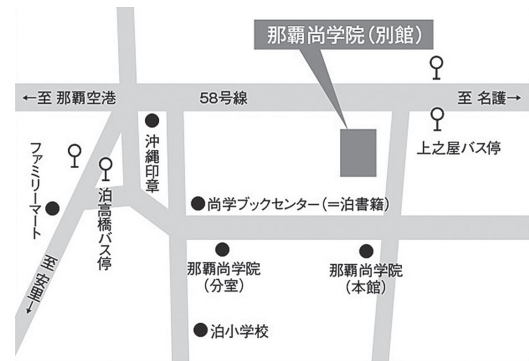 那覇尚学院(別館)
←至 那覇空港
58号線
至 名護→
上之屋バス停
沖縄印章
ファミリーマート
泊高橋バス停
尚学ブックセンター(=泊書籍)
至 安里→
那覇尚学院
(分室)
那覇尚学院
(本館)
泊小学校